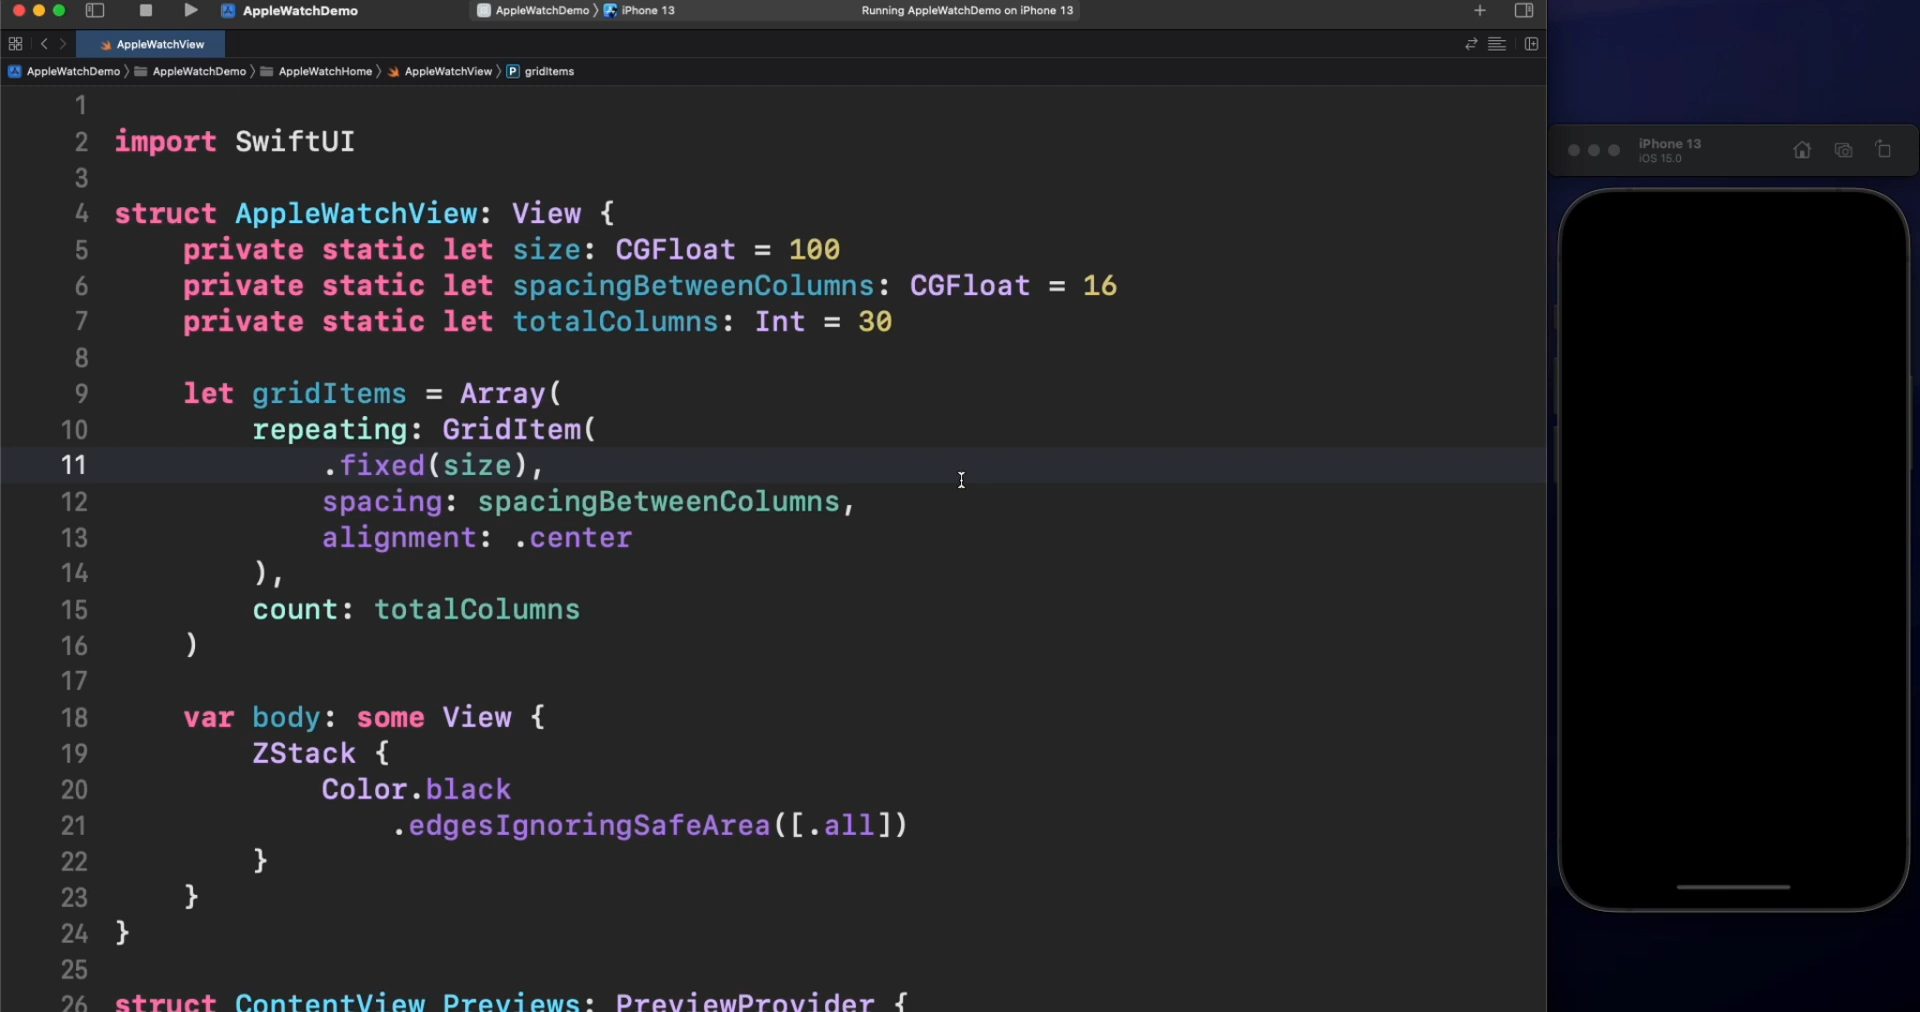 AppleWatchDemo
AppleWatchDemo
iPhone 13
Running AppleWatchDemo on iPhone 13
AppleWatchView
AppleWatchDemo
AppleWatchDemo
AppleWatchHome
AppleWatchView
P gridItems
1
2 import SwiftUI
3
4 struct AppleWatchView: View {
5 private static let size: CGFloat = 100
6 private static let spacingBetweenColumns: CGFloat = 16
7 private static let totalColumns: Int = 30
8
9 let gridItems = Array(
10 repeating: GridItem(
11 .fixed(size),
12 spacing: spacingBetweenColumns,
13 alignment: .center
14 ),
15 count: totalColumns
16 )
17
18 var body: some View {
19 ZStack {
20 Color.black
21 .edgesIgnoringSafeArea([.all])
22 }
23 }
24 }
25
26 struct ContentView_Previews: PreviewProvider {
iPhone 13
iOS 15.0